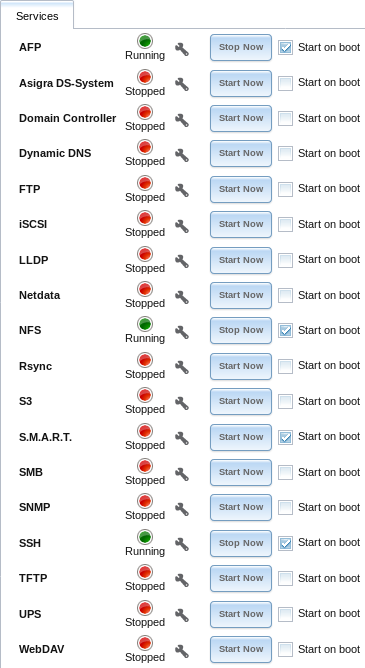 Services
AFP Running Stop Now Start on boot
Asigra DS-System Stopped Start Now Start on boot
Domain Controller Stopped Start Now Start on boot
Dynamic DNS Stopped Start Now Start on boot
FTP Stopped Start Now Start on boot
iSCSI Stopped Start Now Start on boot
LLDP Stopped Start Now Start on boot
Netdata Stopped Start Now Start on boot
NFS Running Stop Now Start on boot
Rsync Stopped Start Now Start on boot
S3 Stopped Start Now Start on boot
S.M.A.R.T. Stopped Start Now Start on boot
SMB Stopped Start Now Start on boot
SNMP Stopped Start Now Start on boot
SSH Running Stop Now Start on boot
TFTP Stopped Start Now Start on boot
UPS Stopped Start Now Start on boot
WebDAV Stopped Start Now Start on boot